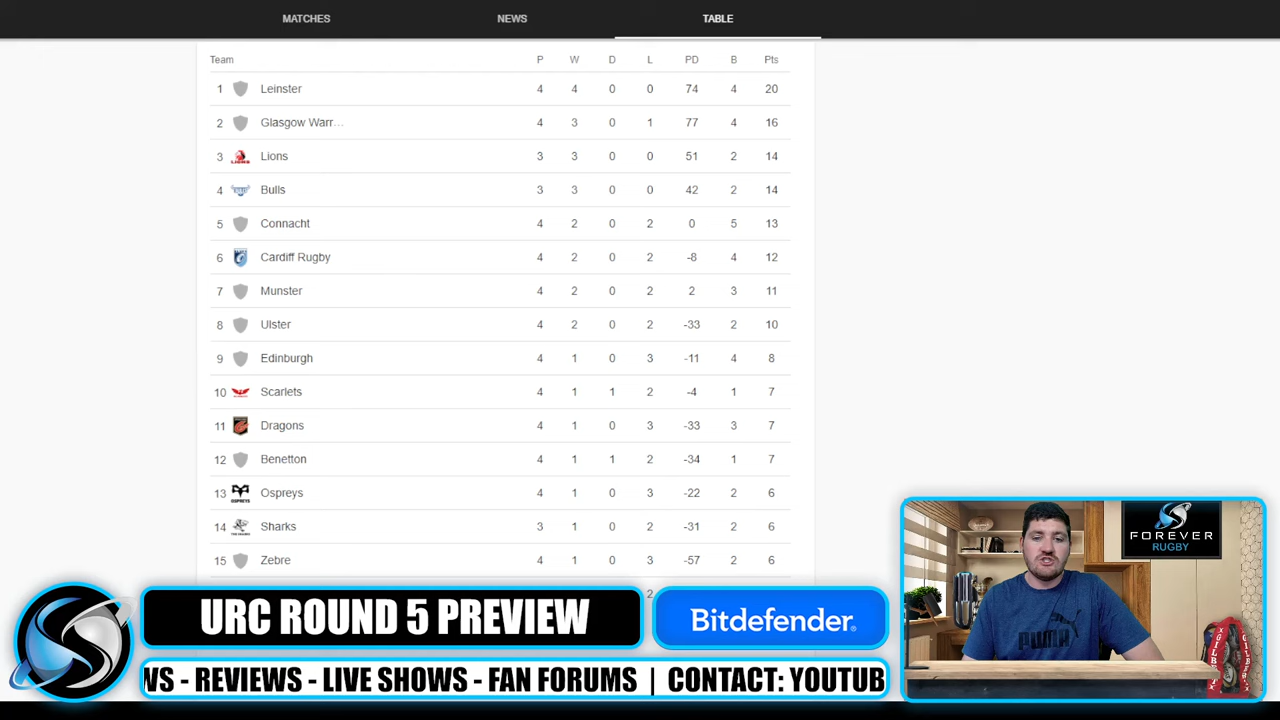 MATCHES NEWS TABLE
Team P W D L PD B Pts
1 Leinster 4 4 0 0 74 4 20
2 Glasgow Warr... 4 3 0 1 77 4 16
3 LIONS Lions 3 3 0 0 51 2 14
4 Bulls 3 3 0 0 42 2 14
5 Connacht 4 2 0 2 0 5 13
6 Cardiff Rugby 4 2 0 2 -8 4 12
7 Munster 4 2 0 2 2 3 11
8 Ulster 4 2 0 2 -33 2 10
9 Edinburgh 4 1 0 3 -11 4 8
10 Scarlets 4 1 1 2 -4 1 7
11 Dragons 4 1 0 3 -33 3 7
12 Benetton 4 1 1 2 -34 1 7
13 OSPREYS Ospreys 4 1 0 3 -22 2 6
14 Sharks 3 1 0 2 -31 2 6
15 Zebre 4 1 0 3 -57 2 6
FOREVER
RUGBY
PUMA
URC ROUND 5 PREVIEW
Bitdefender.
WS - REVIEWS - LIVE SHOWS - FAN FORUMS | CONTACT: YOUTUB